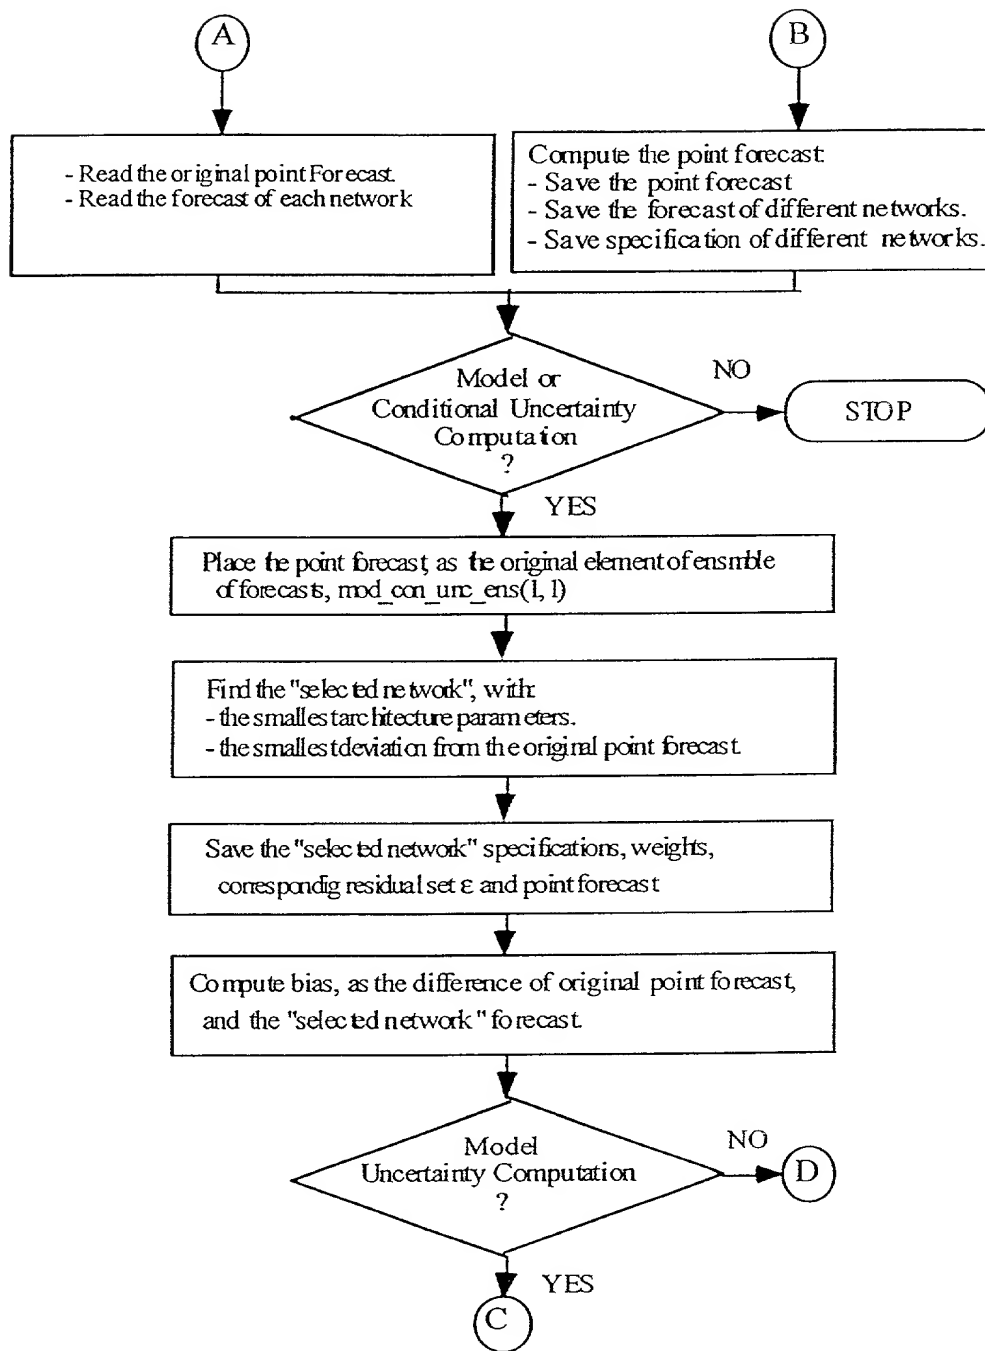 A
B
- Read the original point Forecast.
- Read the forecast of each network
Compute the point forecast:
- Save the point forecast
- Save the forecast of different networks.
- Save specification of different networks.
Model or
Conditional Uncertainty
Computation
?
NO
STOP
YES
Place the point forecast, as the original element of ensmble
of forecasts, mod_con_unc_ens(1, 1)
Find the "selected network", with:
- the smallest architecture parameters.
- the smallest deviation from the original point forecast.
Save the "selected network" specifications, weights,
correspondig residual set ε and point forecast
Compute bias, as the difference of original point forecast,
and the "selected network" forecast.
Model
Uncertainty Computation
?
NO
D
YES
C